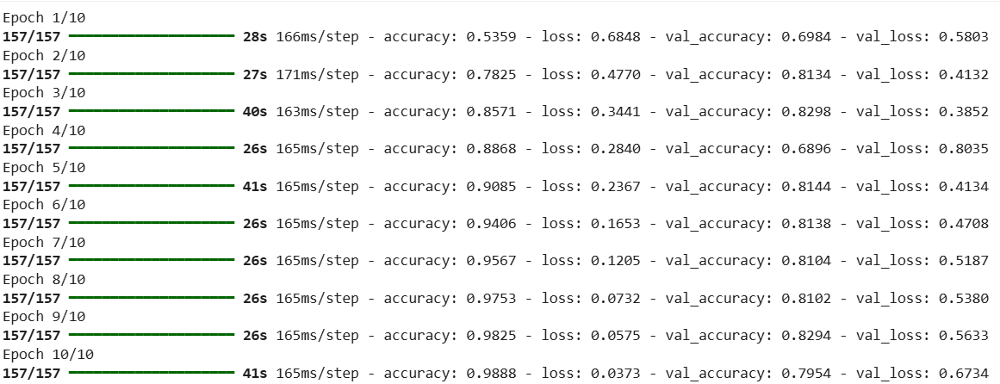 Epoch 1/10
157/157 ━━━━━━━━━━━━━━━━━━━━ 28s 166ms/step - accuracy: 0.5359 - loss: 0.6848 - val_accuracy: 0.6984 - val_loss: 0.5803
Epoch 2/10
157/157 ━━━━━━━━━━━━━━━━━━━━ 27s 171ms/step - accuracy: 0.7825 - loss: 0.4770 - val_accuracy: 0.8134 - val_loss: 0.4132
Epoch 3/10
157/157 ━━━━━━━━━━━━━━━━━━━━ 40s 163ms/step - accuracy: 0.8571 - loss: 0.3441 - val_accuracy: 0.8298 - val_loss: 0.3852
Epoch 4/10
157/157 ━━━━━━━━━━━━━━━━━━━━ 26s 165ms/step - accuracy: 0.8868 - loss: 0.2840 - val_accuracy: 0.6896 - val_loss: 0.8035
Epoch 5/10
157/157 ━━━━━━━━━━━━━━━━━━━━ 41s 165ms/step - accuracy: 0.9085 - loss: 0.2367 - val_accuracy: 0.8144 - val_loss: 0.4134
Epoch 6/10
157/157 ━━━━━━━━━━━━━━━━━━━━ 26s 165ms/step - accuracy: 0.9406 - loss: 0.1653 - val_accuracy: 0.8138 - val_loss: 0.4708
Epoch 7/10
157/157 ━━━━━━━━━━━━━━━━━━━━ 26s 165ms/step - accuracy: 0.9567 - loss: 0.1205 - val_accuracy: 0.8104 - val_loss: 0.5187
Epoch 8/10
157/157 ━━━━━━━━━━━━━━━━━━━━ 26s 165ms/step - accuracy: 0.9753 - loss: 0.0732 - val_accuracy: 0.8102 - val_loss: 0.5380
Epoch 9/10
157/157 ━━━━━━━━━━━━━━━━━━━━ 26s 165ms/step - accuracy: 0.9825 - loss: 0.0575 - val_accuracy: 0.8294 - val_loss: 0.5633
Epoch 10/10
157/157 ━━━━━━━━━━━━━━━━━━━━ 41s 165ms/step - accuracy: 0.9888 - loss: 0.0373 - val_accuracy: 0.7954 - val_loss: 0.6734